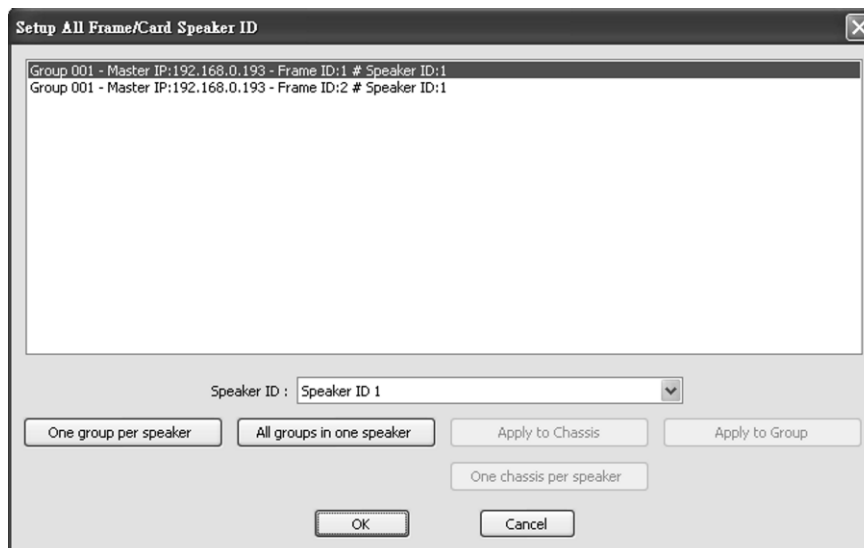 Setup All Frame/Card Speaker ID
Group 001 - Master IP:192.168.0.193 - Frame ID:1 # Speaker ID:1
Group 001 - Master IP:192.168.0.193 - Frame ID:2 # Speaker ID:1
Speaker ID : Speaker ID 1
One group per speaker All groups in one speaker Apply to Chassis Apply to Group
One chassis per speaker
OK Cancel